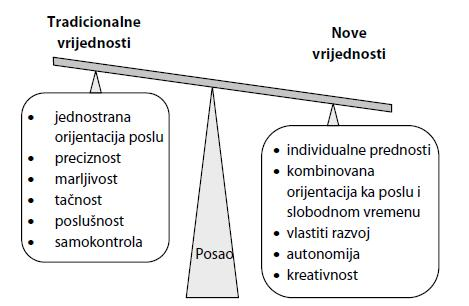 Tradicionalne
vrijednosti
Nove
vrijednosti
• jednostrana
orijentacija poslu
• preciznost
• marljivost
• tačnost
• poslušnost
• samokontrola
• individualne prednosti
• kombinovana
orijentacija ka poslu i
slobodnom vremenu
• vlastiti razvoj
• autonomija
• kreativnost
Posao